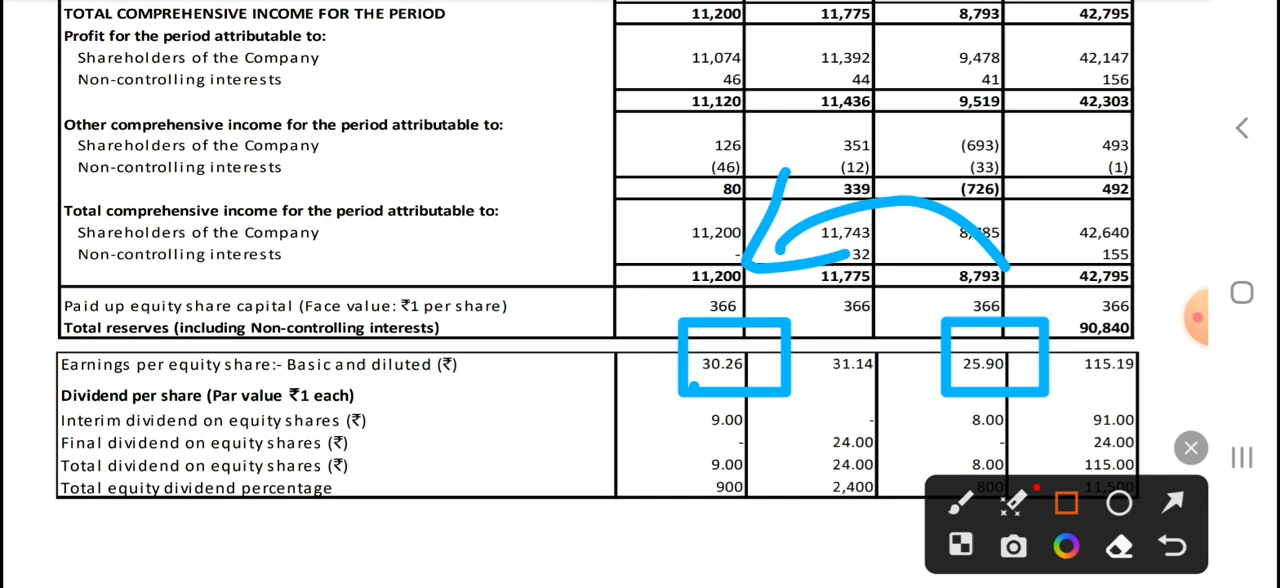 TOTAL COMPREHENSIVE INCOME FOR THE PERIOD 11,200 11,775 8,793 42,795
Profit for the period attributable to:
Shareholders of the Company 11,074 11,392 9,478 42,147
Non-controlling interests 46 44 41 156
11,120 11,436 9,519 42,303
Other comprehensive income for the period attributable to:
Shareholders of the Company 126 351 (693) 493
Non-controlling interests (46) (12) (33) (1)
80 339 (726) 492
Total comprehensive income for the period attributable to:
Shareholders of the Company 11,200 11,743 42,640
Non-controlling interests - 32 155
11,200 11,775 8,793 42,795
Paid up equity share capital (Face value: ₹1 per share) 366 366 366 366
Total reserves (including Non-controlling interests) 90,840
Earnings per equity share:- Basic and diluted (₹) 30.26 31.14 25.90 115.19
Dividend per share (Par value ₹1 each)
Interim dividend on equity shares (₹) 9.00 - 8.00 91.00
Final dividend on equity shares (₹) - 24.00 - 24.00
Total dividend on equity shares (₹) 9.00 24.00 8.00 115.00
Total equity dividend percentage 900 2,400 800 11,500